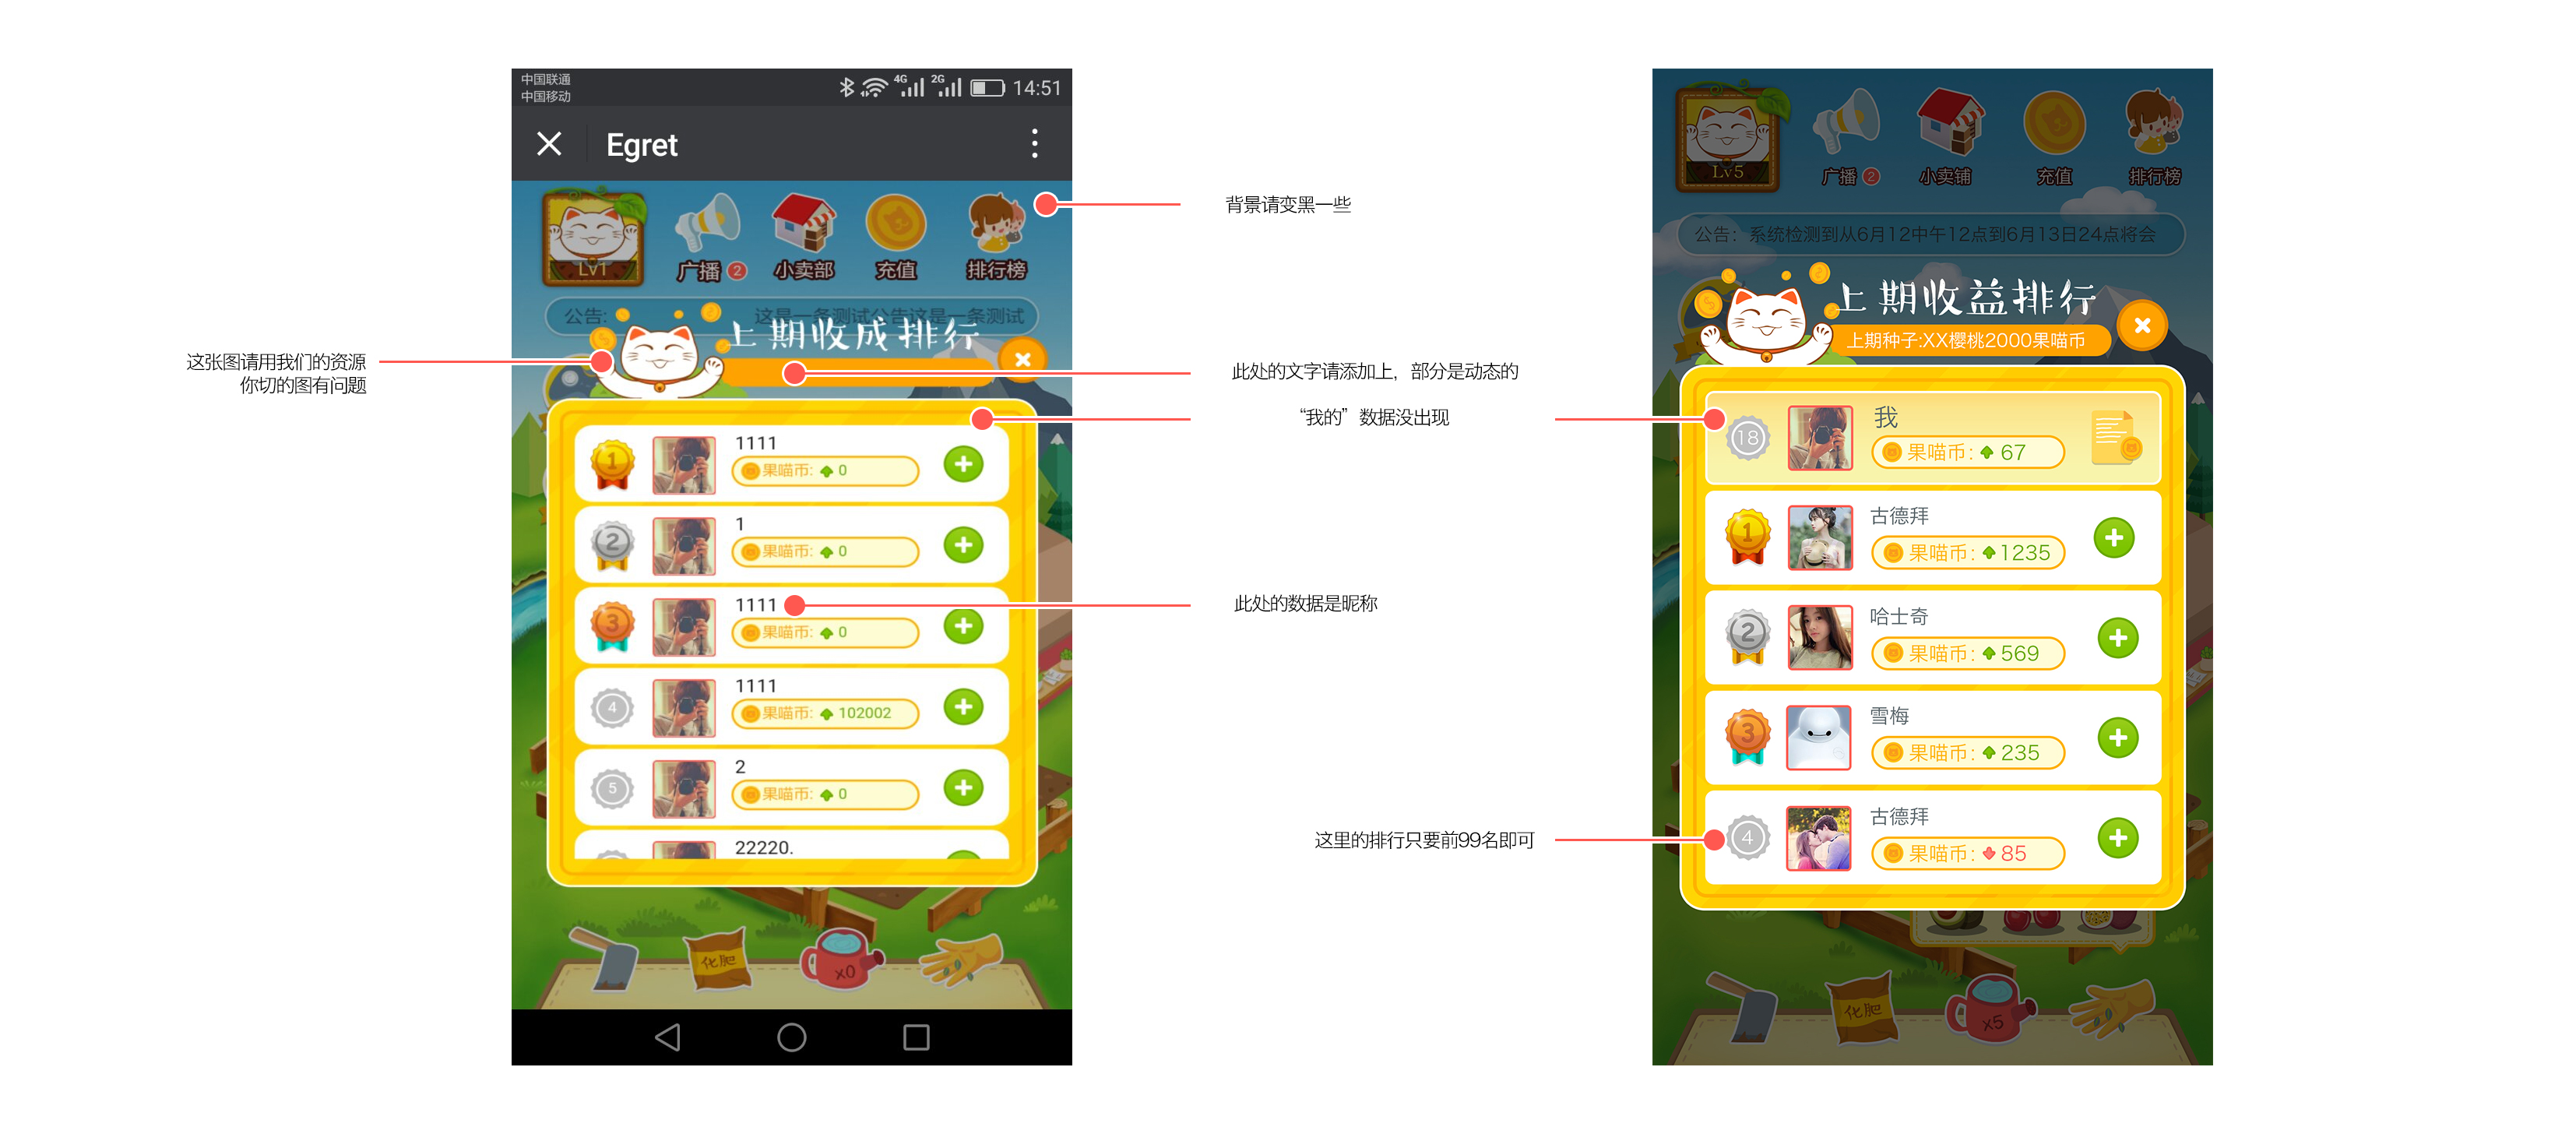 中国联通
中国移动
4G
2G
14:51
Egret
LV1
广播 2
小卖部
充值
排行榜
公告:
这是一条测试公告这是一条测试
上期收成排行
1
1111
果喵币: 0
2
1
果喵币: 0
3
1111
果喵币: 0
4
1111
果喵币: 102002
5
2
果喵币: 0
22220.
化肥
x0
这张图请用我们的资源
你切的图有问题
背景请变黑一些
此处的文字请添加上，部分是动态的
“我的”数据没出现
此处的数据是昵称
这里的排行只要前99名即可
Lv5
广播 2
小卖铺
充值
排行榜
公告：系统检测到从6月12中午12点到6月13日24点将会
上期收益排行
上期种子:XX樱桃2000果喵币
18
我
果喵币: 67
1
古德拜
果喵币: 1235
2
哈士奇
果喵币: 569
3
雪梅
果喵币: 235
4
古德拜
果喵币: 85
化肥
x5